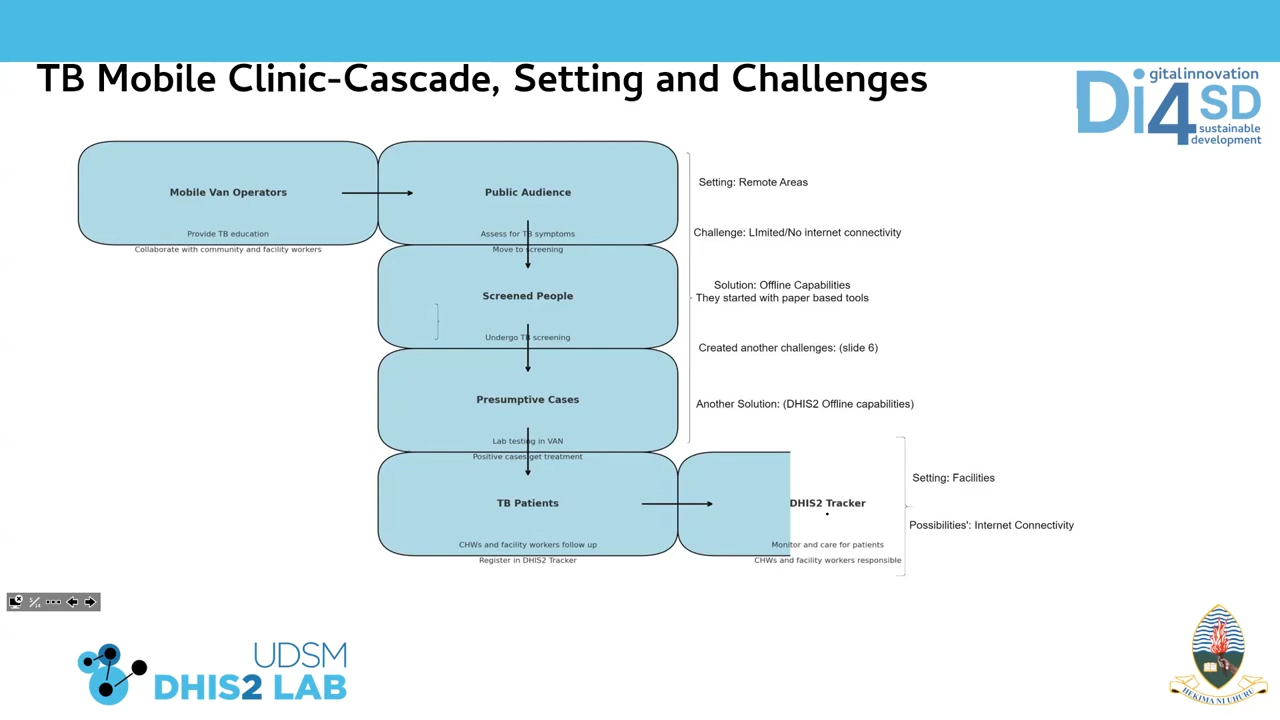 TB Mobile Clinic-Cascade, Setting and Challenges
Di4SD
gital innovation
sustainable
development
Mobile Van Operators
Provide TB education
Collaborate with community and facility workers
Public Audience
Assess for TB symptoms
Move to screening
Screened People
Undergo TB screening
Presumptive Cases
Lab testing in VAN
Positive cases get treatment
TB Patients
CHWs and facility workers follow up
Register in DHIS2 Tracker
DHIS2 Tracker
Monitor and care for patients
CHWs and facility workers responsible
Setting: Remote Areas
Challenge: LImited/No internet connectivity
Solution: Offline Capabilities
They started with paper based tools
Created another challenges: (slide 6)
Another Solution: (DHIS2 Offline capabilities)
Setting: Facilities
Possibilities': Internet Connectivity
5/14
UDSM
DHIS2 LAB
HEKIMA NI UHURU